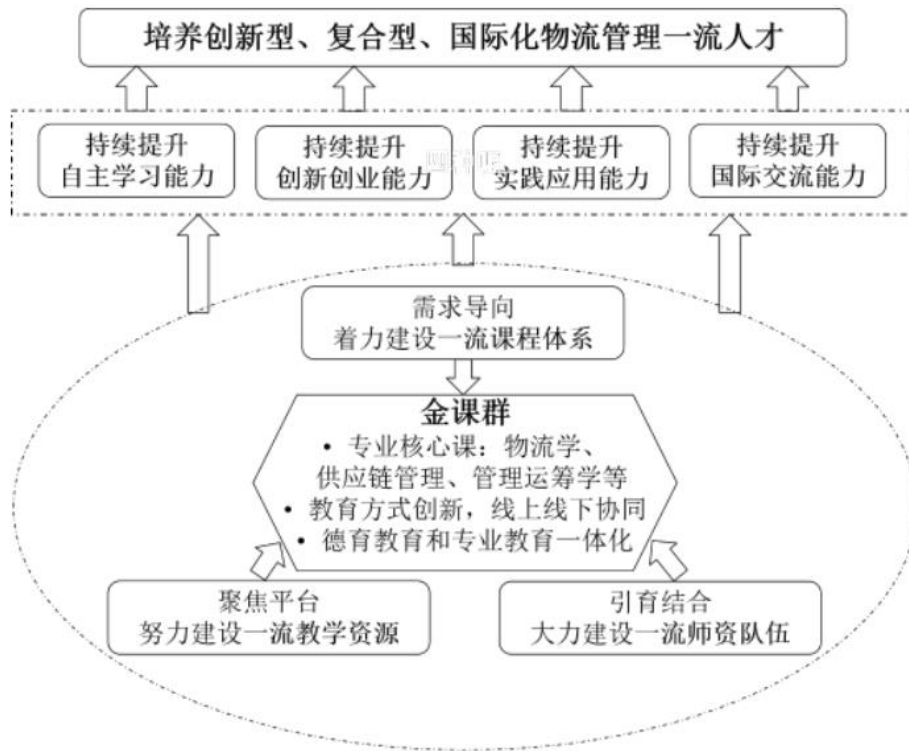 培养创新型、复合型、国际化物流管理一流人才
持续提升
自主学习能力
持续提升
创新创业能力
持续提升
实践应用能力
持续提升
国际交流能力
需求导向
着力建设一流课程体系
金课群
• 专业核心课：物流学、
供应链管理、管理运筹学等
• 教育方式创新，线上线下协同
• 德育教育和专业教育一体化
聚焦平台
努力建设一流教学资源
引育结合
大力建设一流师资队伍